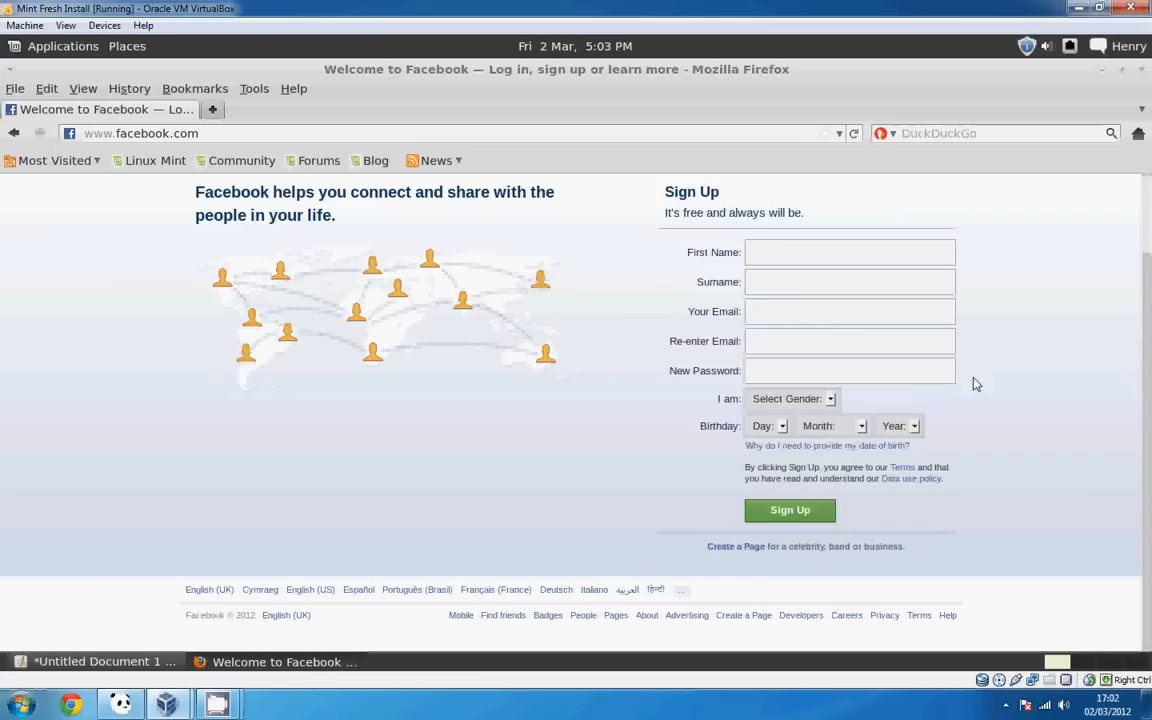 Mint Fresh Install [Running] - Oracle VM VirtualBox
Machine View Devices Help
Applications Places Fri 2 Mar, 5:03 PM Henry
Welcome to Facebook — Log in, sign up or learn more - Mozilla Firefox
File Edit View History Bookmarks Tools Help
Welcome to Facebook — Lo...
www.facebook.com DuckDuckGo
Most Visited Linux Mint Community Forums Blog News
Facebook helps you connect and share with the
people in your life.
Sign Up
It's free and always will be.
First Name:
Surname:
Your Email:
Re-enter Email:
New Password:
I am: Select Gender:
Birthday: Day: Month: Year:
Why do I need to provide my date of birth?
By clicking Sign Up, you agree to our Terms and that
you have read and understand our Data use policy.
Sign Up
Create a Page for a celebrity, band or business.
English (UK) Cymraeg English (US) Español Português (Brasil) Français (France) Deutsch Italiano العربية हिन्दी ...
Facebook © 2012 English (UK) Mobile Find friends Badges People Pages About Advertising Create a Page Developers Careers Privacy Terms Help
*Untitled Document 1 ... Welcome to Facebook ...
Right Ctrl
17:02
02/03/2012